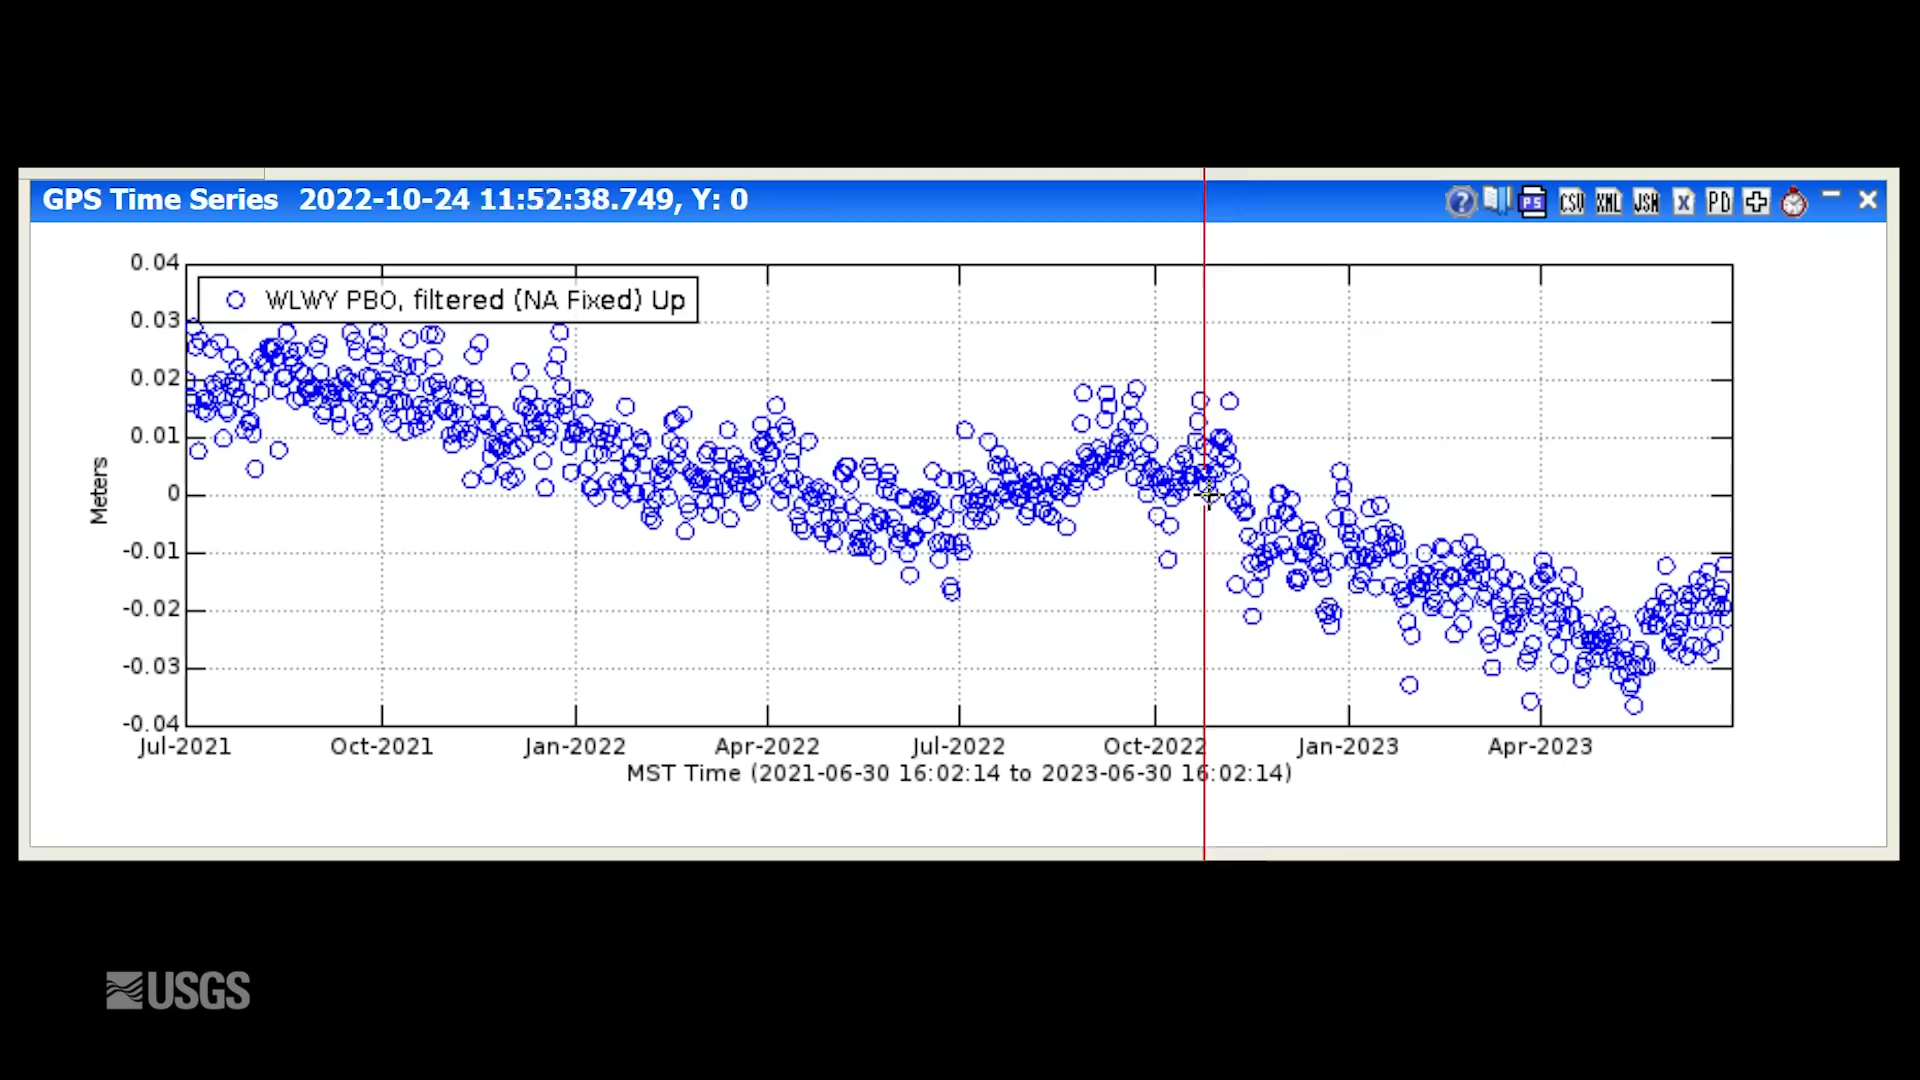 GPS Time Series 2022-10-24 11:52:38.749, Y: 0
? PS CSV XML JSN X PD
0.04
WLWY PBO, filtered (NA Fixed) Up
0.03
0.02
0.01
0
-0.01
-0.02
-0.03
-0.04
Meters
Jul-2021 Oct-2021 Jan-2022 Apr-2022 Jul-2022 Oct-2022 Jan-2023 Apr-2023
MST Time (2021-06-30 16:02:14 to 2023-06-30 16:02:14)
USGS